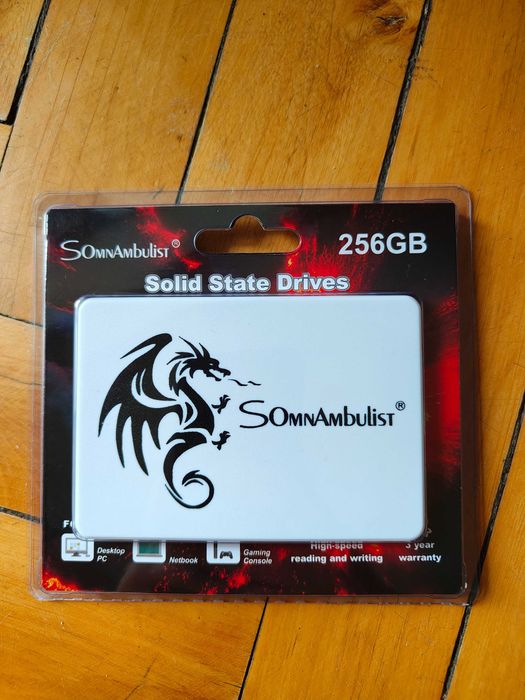 SOmnAmbulist®
256GB
Solid State Drives
SOmnAmbulist®
Desktop
PC
Netbook
Gaming
Console
High-speed
reading and writing
3 year
warranty